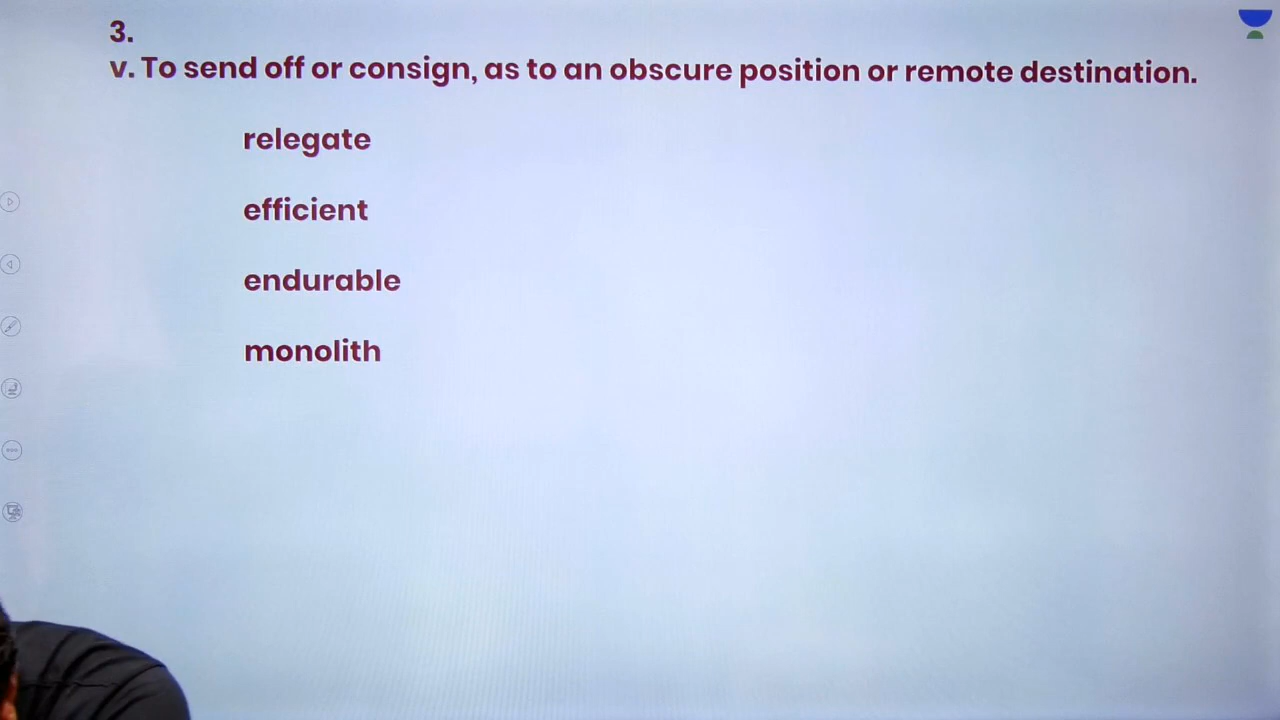 3.
v. To send off or consign, as to an obscure position or remote destination.
relegate
efficient
endurable
monolith